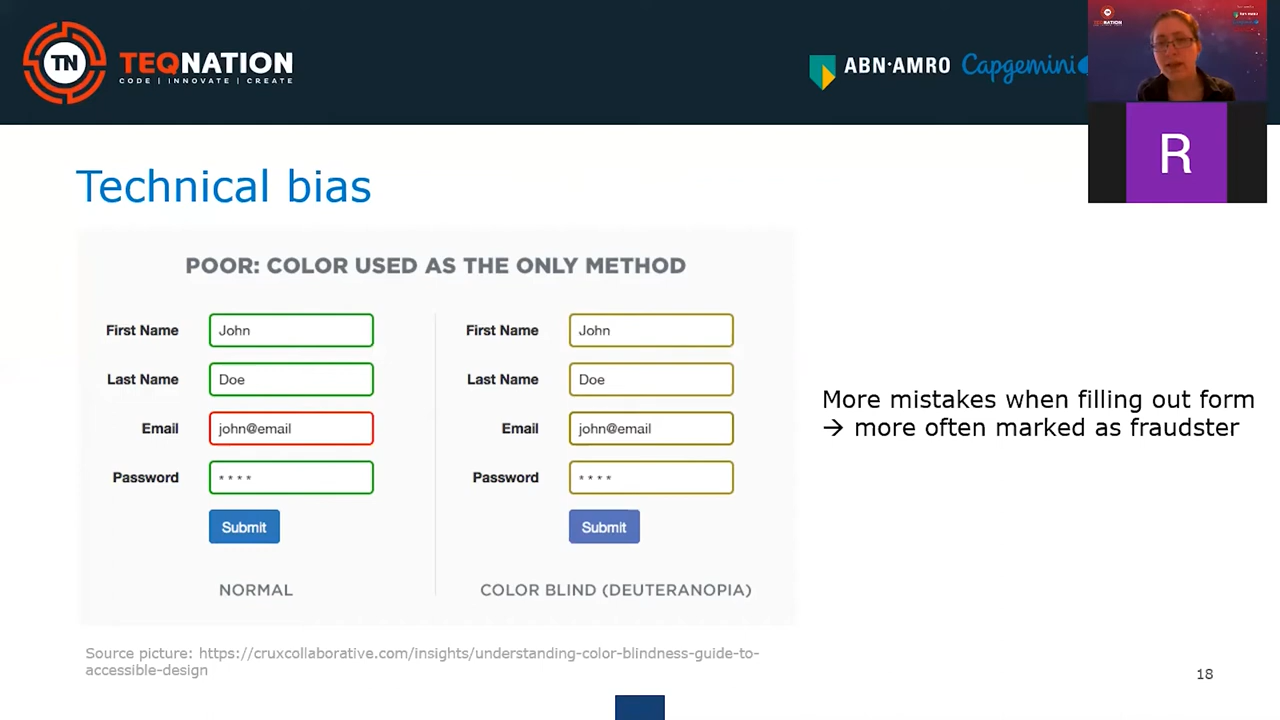 TN
TEQNATION
CODE | INNOVATE | CREATE
ABN·AMRO
Capgemini
R
Technical bias
POOR: COLOR USED AS THE ONLY METHOD
First Name
John
Last Name
Doe
Email
john@email
Password
* * * *
Submit
NORMAL
First Name
John
Last Name
Doe
Email
john@email
Password
* * * *
Submit
COLOR BLIND (DEUTERANOPIA)
More mistakes when filling out form
→ more often marked as fraudster
Source picture: https://cruxcollaborative.com/insights/understanding-color-blindness-guide-to-
accessible-design
18